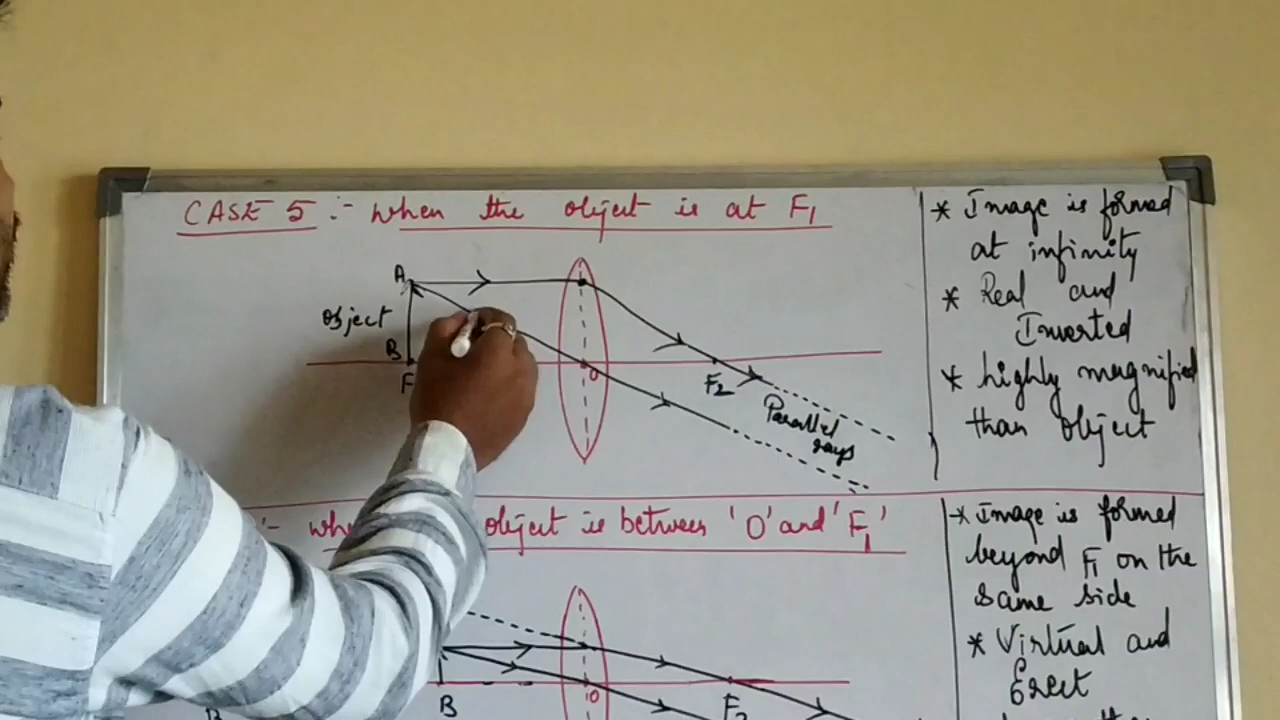 CASE 5 :- when the object is at F1
* Image is formed
at infinity
* Real and
Inverted
* highly magnified
than object
A
object
B
F
O
F2
Parallel
rays
:- object is between 'O' and 'F1'
* Image is formed
beyond F1 on the
same side
* Virtual and
Erect
B
O
F2